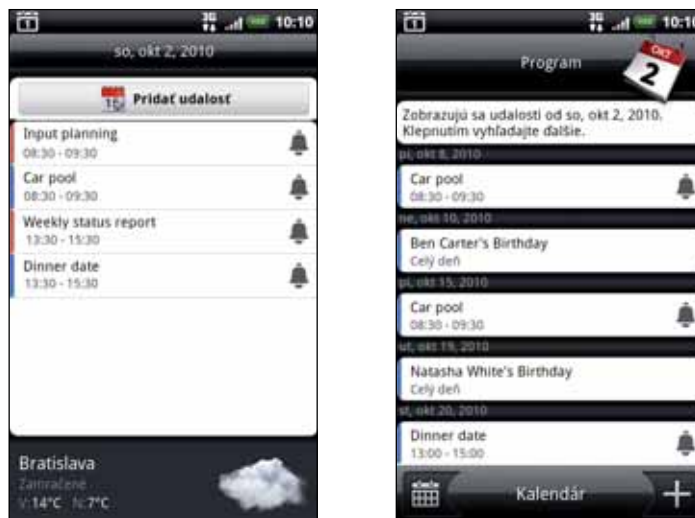 3G 10:10
so, okt 2, 2010
Pridať udalosť
Input planning
08:30 - 09:30
Car pool
08:30 - 09:30
Weekly status report
13:30 - 15:30
Dinner date
13:30 - 15:30
Bratislava
Zamračené
V:14°C N:7°C
3G 10:10
Program
OKT
2
Zobrazujú sa udalosti od so, okt 2, 2010.
Klepnutím vyhľadajte ďalšie.
pi, okt 8, 2010
Car pool
08:30 - 09:30
ne, okt 10, 2010
Ben Carter's Birthday
Celý deň
pi, okt 15, 2010
Car pool
08:30 - 09:30
ut, okt 19, 2010
Natasha White's Birthday
Celý deň
st, okt 20, 2010
Dinner date
13:00 - 15:00
Kalendár